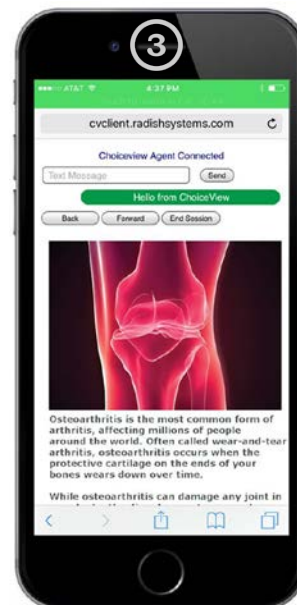 3
AT&T 4:37 PM
cvclient.radishsystems.com
Choiceview Agent Connected
Text Message Send
Hello from ChoiceView
Back Forward End Session
Osteoarthritis is the most common form of
arthritis, affecting millions of people
around the world. Often called wear-and-tear
arthritis, osteoarthritis occurs when the
protective cartilage on the ends of your
bones wears down over time.
While osteoarthritis can damage any joint in